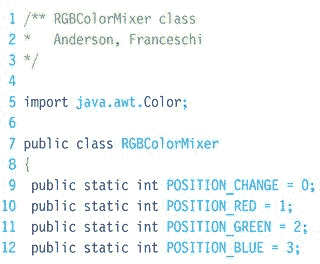 1 /** RGBColorMixer class
2 *   Anderson, Franceschi
3 */
4
5 import java.awt.Color;
6
7 public class RGBColorMixer
8 {
9  public static int POSITION_CHANGE = 0;
10  public static int POSITION_RED = 1;
11  public static int POSITION_GREEN = 2;
12  public static int POSITION_BLUE = 3;